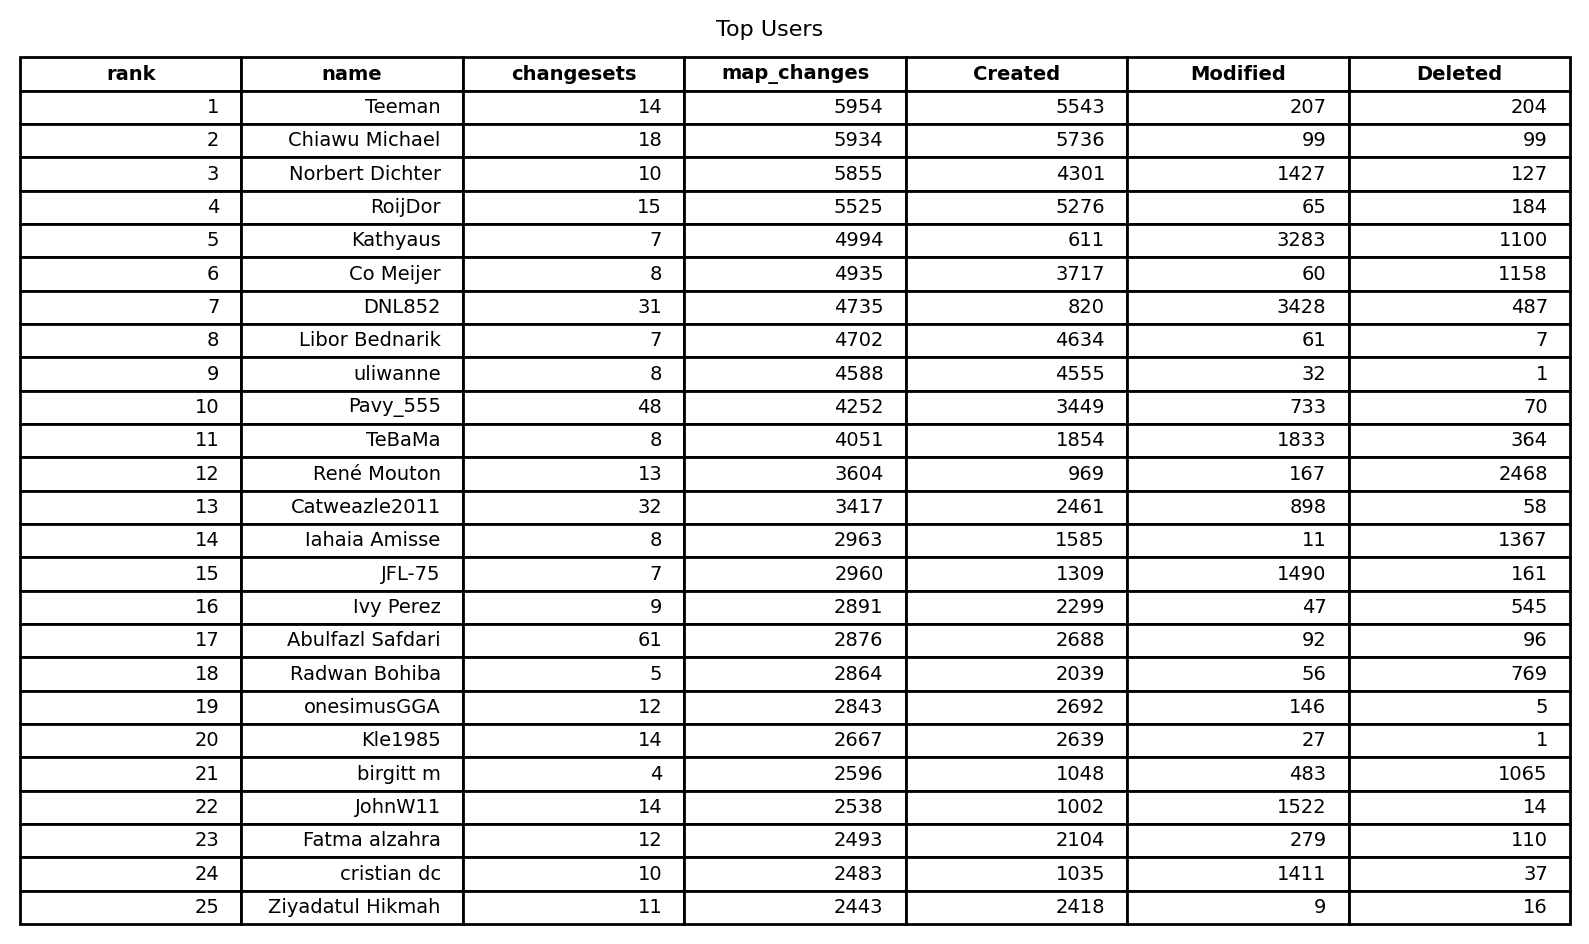 Top Users
rank name changesets map_changes Created Modified Deleted
1 Teeman 14 5954 5543 207 204
2 Chiawu Michael 18 5934 5736 99 99
3 Norbert Dichter 10 5855 4301 1427 127
4 RoijDor 15 5525 5276 65 184
5 Kathyaus 7 4994 611 3283 1100
6 Co Meijer 8 4935 3717 60 1158
7 DNL852 31 4735 820 3428 487
8 Libor Bednarik 7 4702 4634 61 7
9 uliwanne 8 4588 4555 32 1
10 Pavy_555 48 4252 3449 733 70
11 TeBaMa 8 4051 1854 1833 364
12 René Mouton 13 3604 969 167 2468
13 Catweazle2011 32 3417 2461 898 58
14 Iahaia Amisse 8 2963 1585 11 1367
15 JFL-75 7 2960 1309 1490 161
16 Ivy Perez 9 2891 2299 47 545
17 Abulfazl Safdari 61 2876 2688 92 96
18 Radwan Bohiba 5 2864 2039 56 769
19 onesimusGGA 12 2843 2692 146 5
20 Kle1985 14 2667 2639 27 1
21 birgitt m 4 2596 1048 483 1065
22 JohnW11 14 2538 1002 1522 14
23 Fatma alzahra 12 2493 2104 279 110
24 cristian dc 10 2483 1035 1411 37
25 Ziyadatul Hikmah 11 2443 2418 9 16